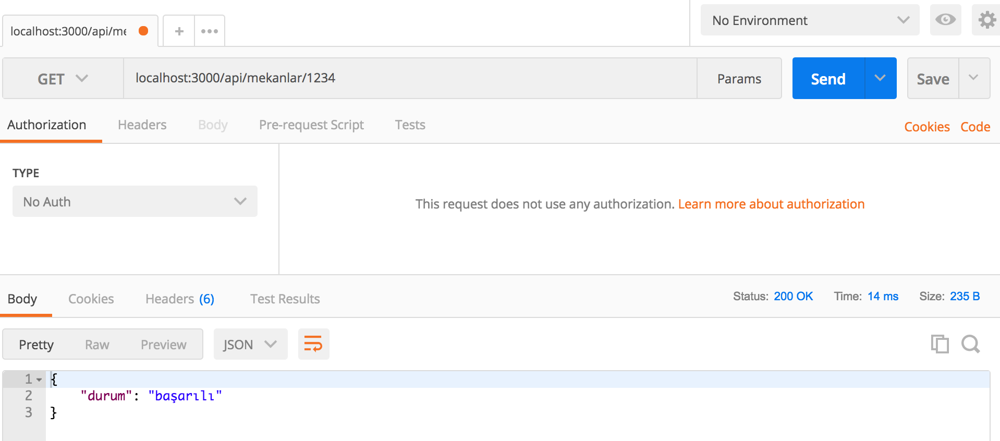 localhost:3000/api/me
No Environment
GET localhost:3000/api/mekanlar/1234 Params Send Save
Authorization Headers Body Pre-request Script Tests Cookies Code
TYPE
No Auth
This request does not use any authorization. Learn more about authorization
Body Cookies Headers (6) Test Results Status: 200 OK Time: 14 ms Size: 235 B
Pretty Raw Preview JSON
1 {
2 "durum": "başarılı"
3 }